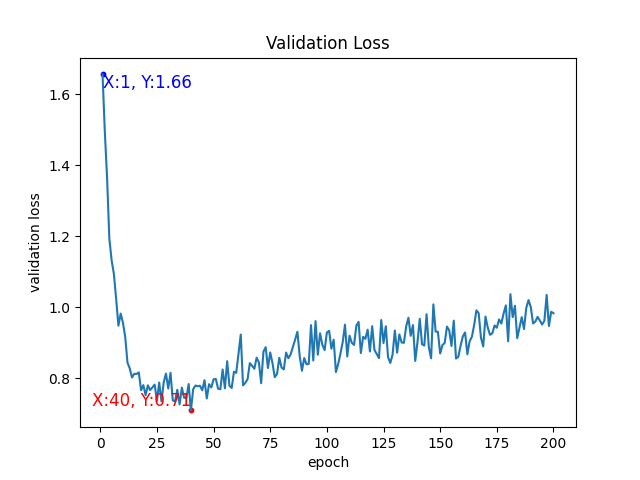 Validation Loss
X:1, Y:1.66
1.6
1.4
1.2
1.0
0.8
validation loss
X:40, Y:0.71
0 25 50 75 100 125 150 175 200
epoch